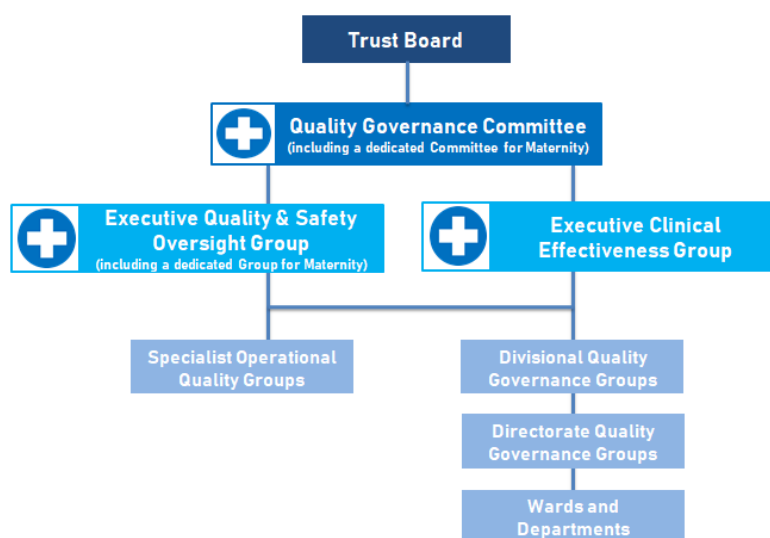 Trust Board
Quality Governance Committee
(including a dedicated Committee for Maternity)
Executive Quality & Safety
Oversight Group
(including a dedicated Group for Maternity)
Executive Clinical
Effectiveness Group
Specialist Operational
Quality Groups
Divisional Quality
Governance Groups
Directorate Quality
Governance Groups
Wards and
Departments